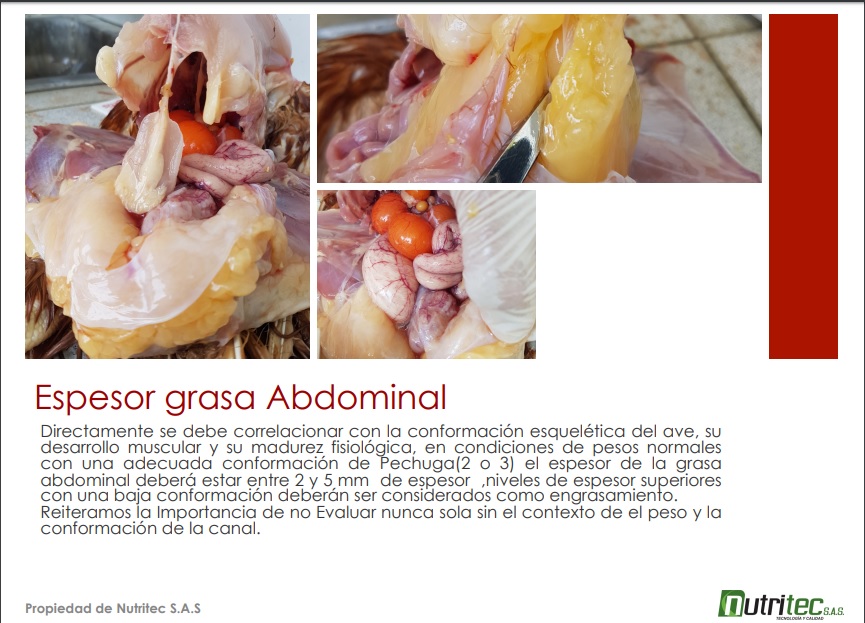 Espesor grasa Abdominal
Directamente se debe correlacionar con la conformación esquelética del ave, su
desarrollo muscular y su madurez fisiológica, en condiciones de pesos normales
con una adecuada conformación de Pechuga(2 o 3) el espesor de la grasa
abdominal deberá estar entre 2 y 5 mm de espesor ,niveles de espesor superiores
con una baja conformación deberán ser considerados como engrasamiento.
Reiteramos la Importancia de no Evaluar nunca sola sin el contexto de el peso y la
conformación de la canal.
Propiedad de Nutritec S.A.S
nutritec S.A.S.
TECNOLOGÍA Y CALIDAD